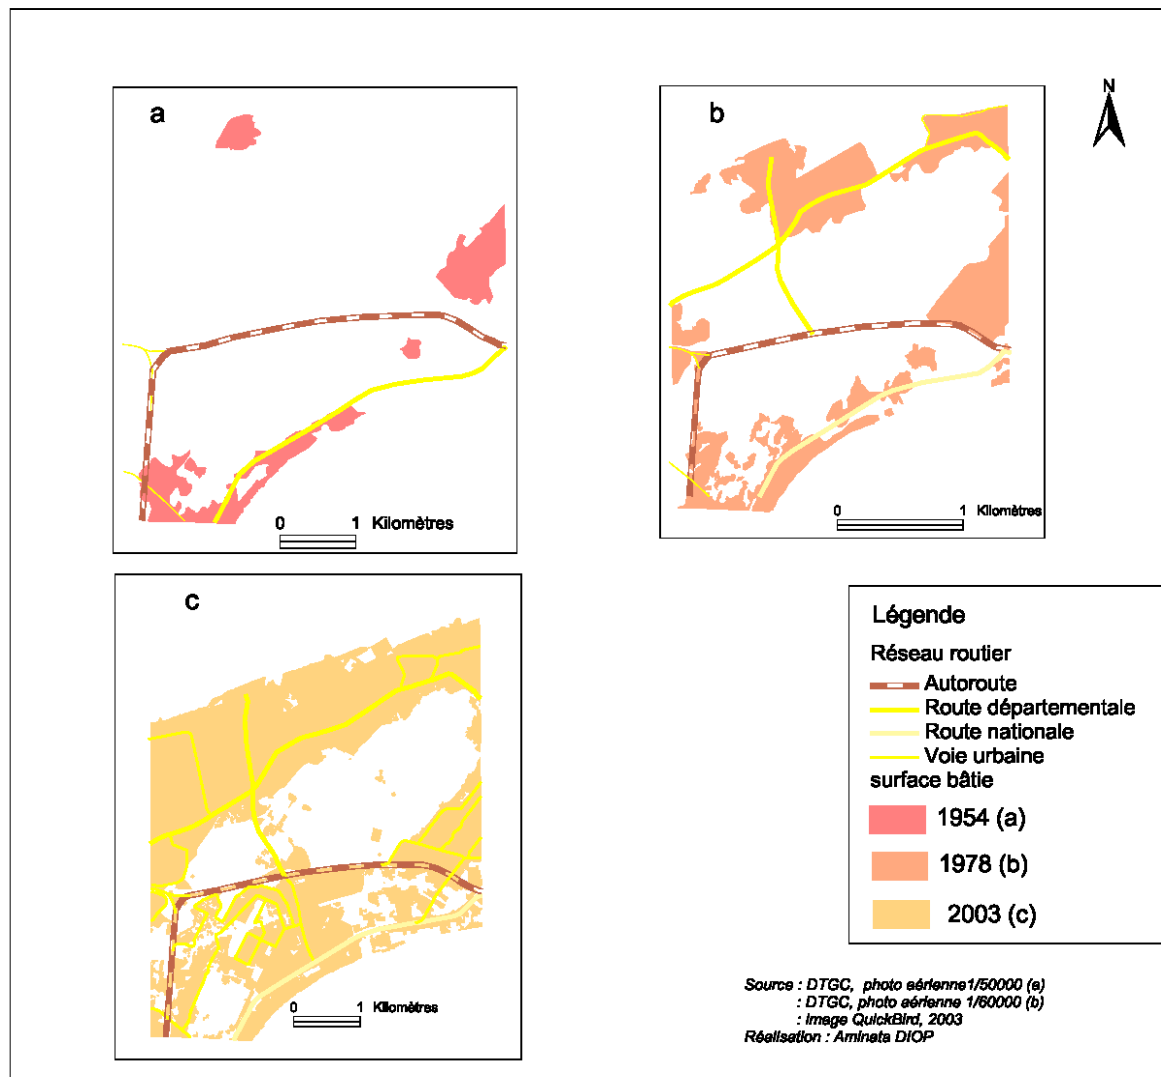 a
b
N
0 1 Kilomètres
0 1 Kilomètres
c
0 1 Kilomètres
Légende
Réseau routier
Autoroute
Route départementale
Route nationale
Voie urbaine
surface bâtie
1954 (a)
1978 (b)
2003 (c)
Source : DTGC, photo aérienne1/50000 (a)
: DTGC, photo aérienne 1/60000 (b)
: image QuickBird, 2003
Réalisation : Aminata DIOP